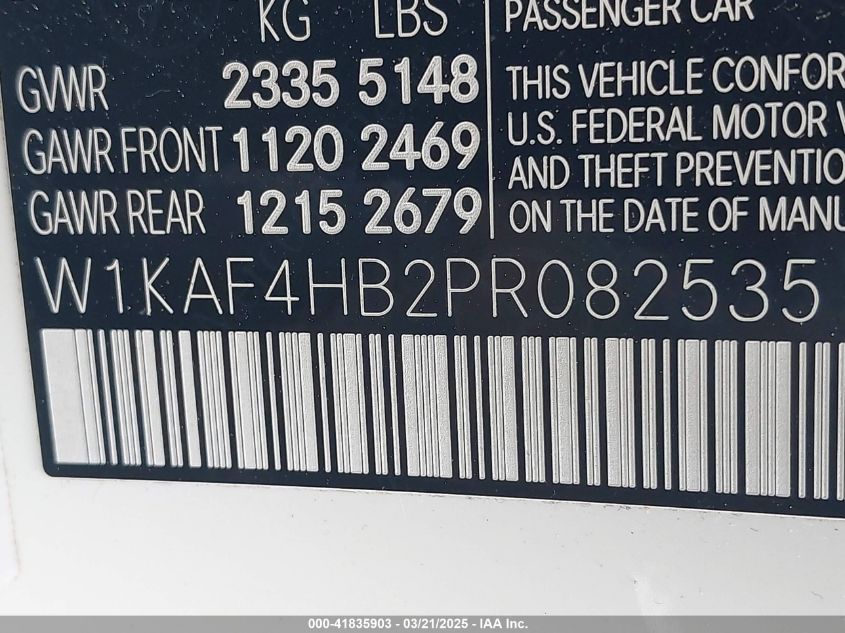 KG LBS
GVWR 2335 5148
GAWR FRONT 1120 2469
GAWR REAR 1215 2679
PASSENGER CAR
THIS VEHICLE CONFOR
U.S. FEDERAL MOTOR V
AND THEFT PREVENTIO
ON THE DATE OF MANU
W1KAF4HB2PR082535
000-41835903 - 03/21/2025 - IAA Inc.